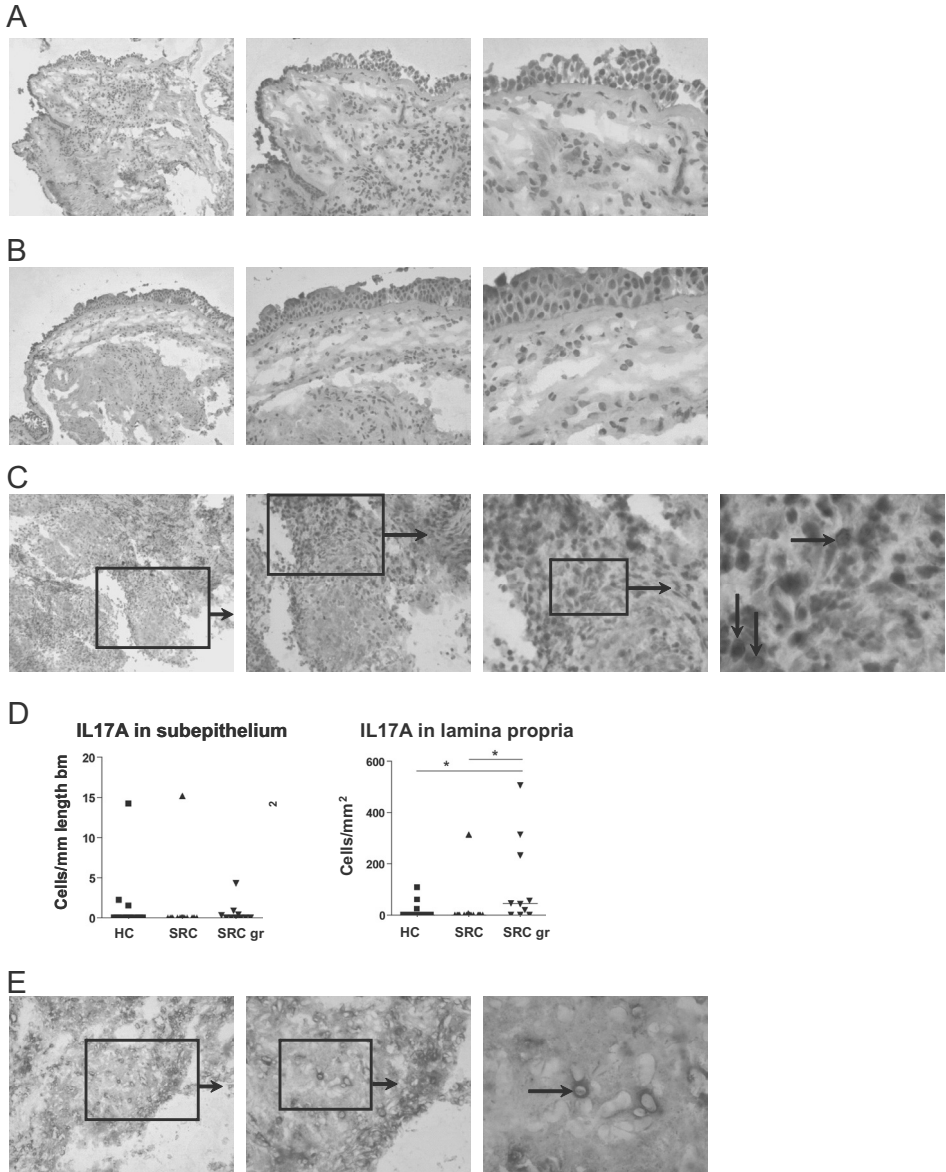 A
B
C
D
IL17A in subepithelium
Cells/mm length bm
20
15
10
5
0
HC
SRC
SRC gr
2
IL17A in lamina propria
Cells/mm²
600
400
200
0
*
*
HC
SRC
SRC gr
E